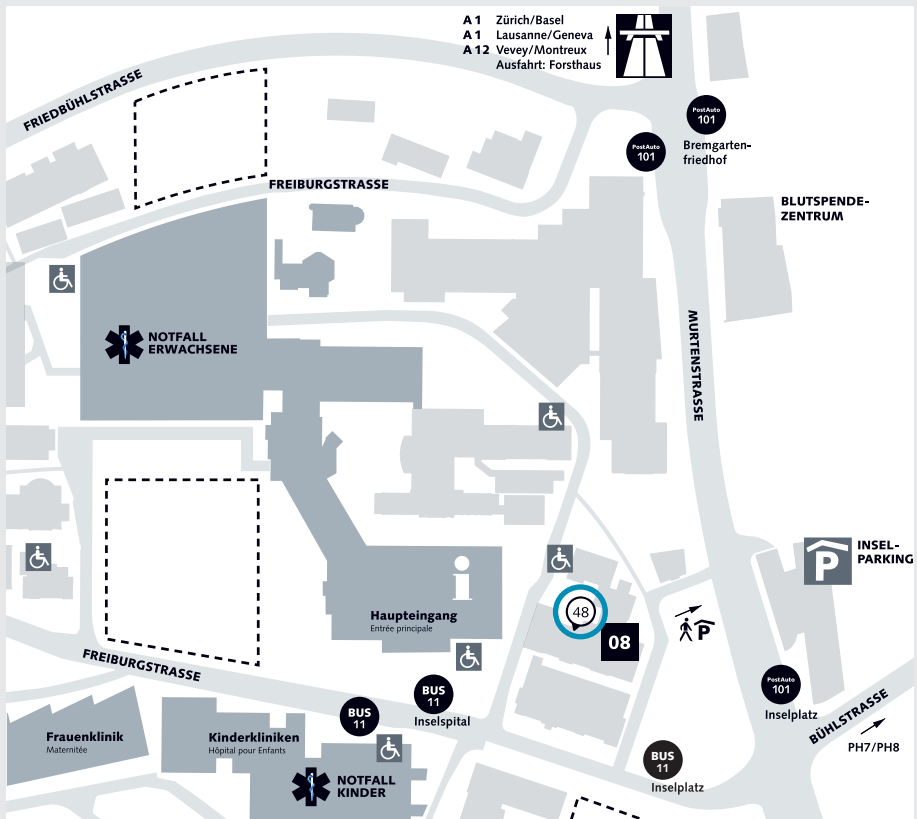 A 1 Zürich/Basel
A 1 Lausanne/Geneva
A 12 Vevey/Montreux
Ausfahrt: Forsthaus
FRIEDBÜHLSTRASSE
PostAuto
101
PostAuto
101
Bremgarten-
friedhof
FREIBURGSTRASSE
BLUTSPENDE-
ZENTRUM
NOTFALL
ERWACHSENE
MURTENSTRASSE
INSEL-
PARKING
P
i
Haupteingang
Entrée principale
48
08
P
FREIBURGSTRASSE
BUS
11
BUS
11
Inselspital
PostAuto
101
Inselplatz
BÜHLSTRASSE
PH7/PH8
Frauenklinik
Maternitée
Kinderkliniken
Hôpital pour Enfants
NOTFALL
KINDER
BUS
11
Inselplatz